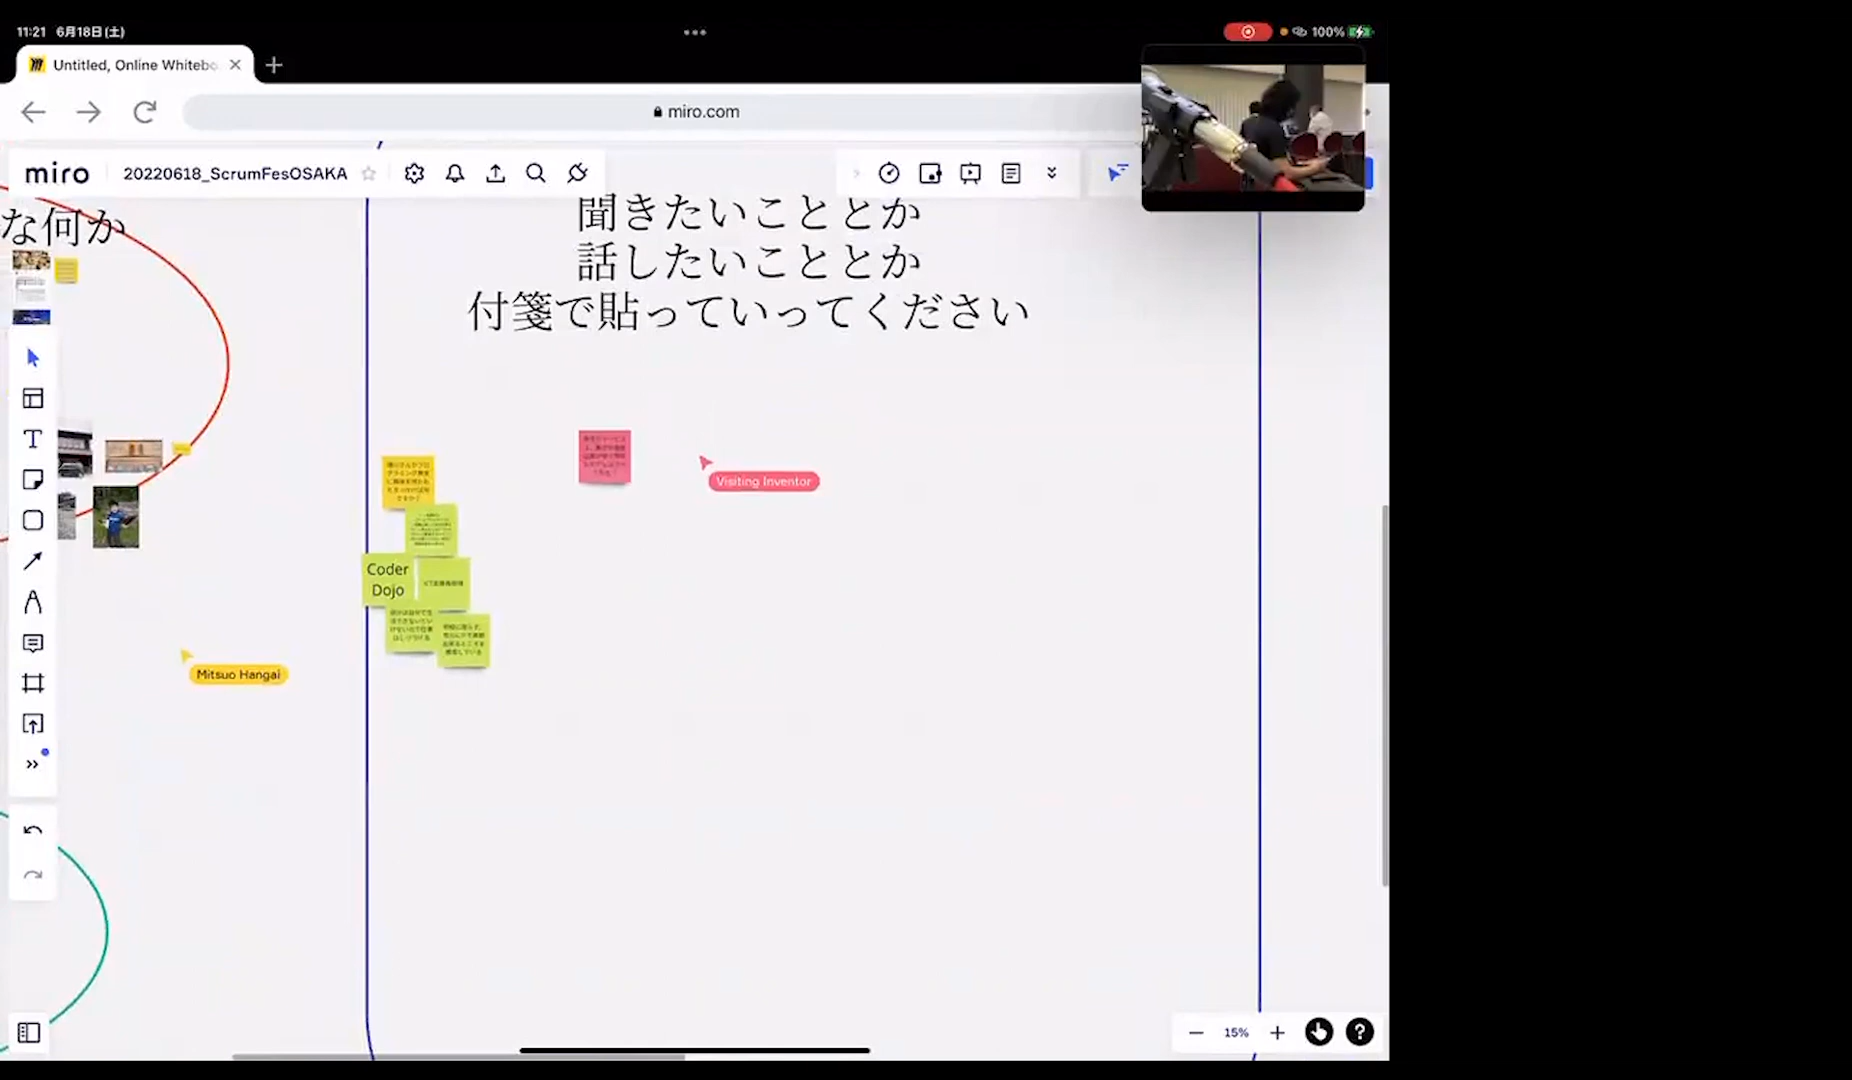 11:21 6月18日(土)
100%
Untitled, Online Whitebo
miro.com
miro
20220618_ScrumFesOSAKA
な何か
聞きたいこととか
話したいこととか
付箋で貼っていってください
Visiting Inventor
Coder
Dojo
Mitsuo Hangai
15%